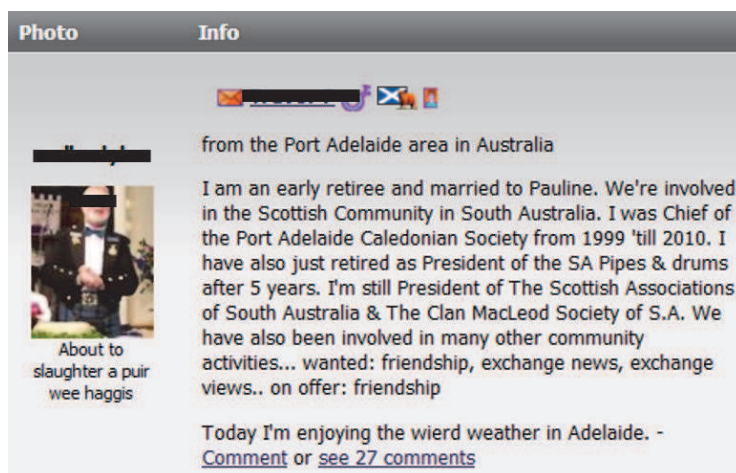 Photo Info
from the Port Adelaide area in Australia
I am an early retiree and married to Pauline. We're involved
in the Scottish Community in South Australia. I was Chief of
the Port Adelaide Caledonian Society from 1999 'till 2010. I
have also just retired as President of the SA Pipes & drums
after 5 years. I'm still President of The Scottish Associations
of South Australia & The Clan MacLeod Society of S.A. We
have also been involved in many other community
activities... wanted: friendship, exchange news, exchange
views.. on offer: friendship
About to
slaughter a puir
wee haggis
Today I'm enjoying the wierd weather in Adelaide. -
Comment or see 27 comments